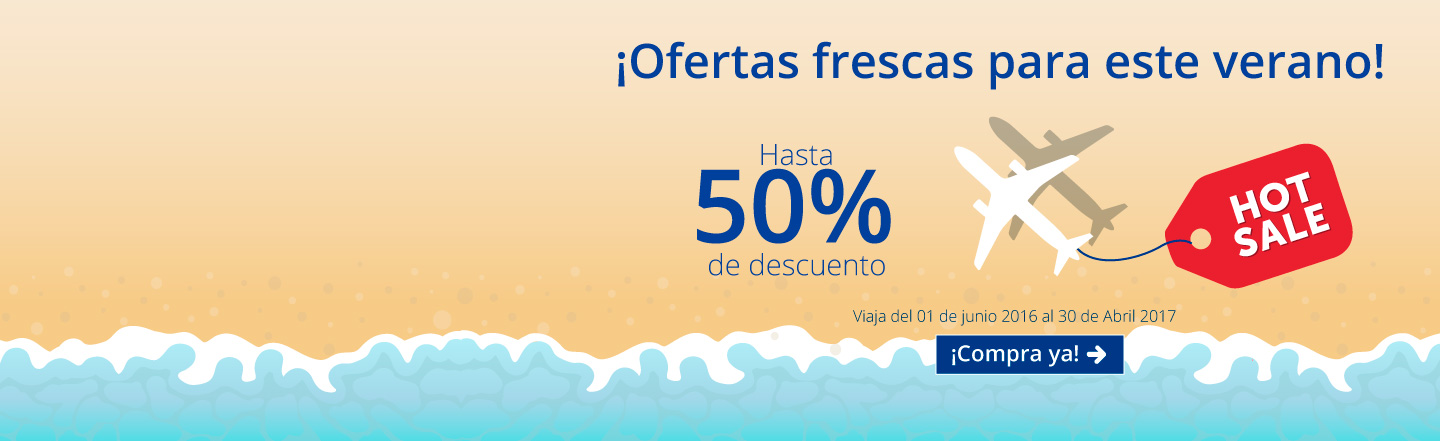 ¡Ofertas frescas para este verano!
Hasta
50%
de descuento
HOT
SALE
Viaja del 01 de junio 2016 al 30 de Abril 2017
¡Compra ya!